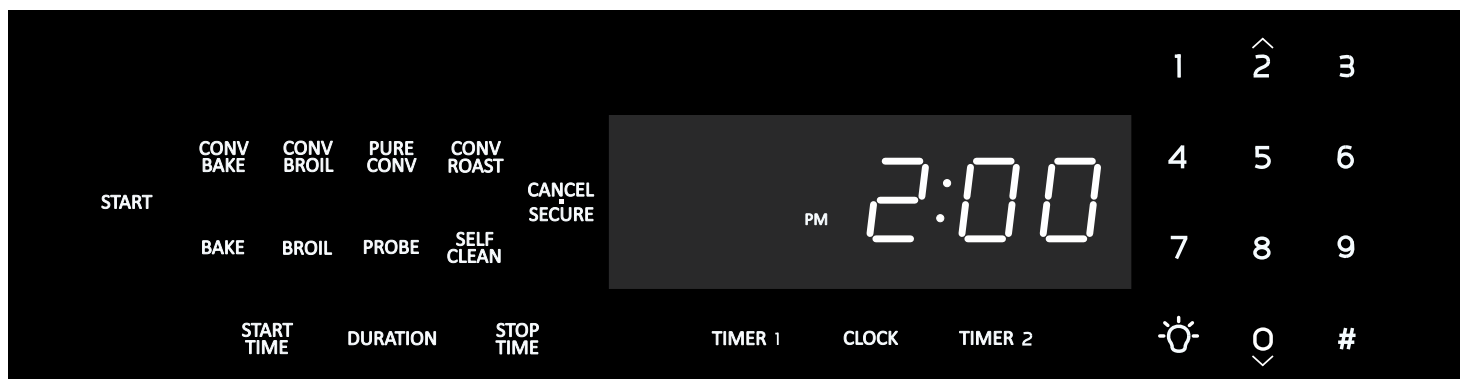 START
CONV
BAKE
CONV
BROIL
PURE
CONV
CONV
ROAST
BAKE
BROIL
PROBE
SELF
CLEAN
CANCEL
SECURE
START
TIME
DURATION
STOP
TIME
PM 2:00
TIMER 1
CLOCK
TIMER 2
1
2
3
4
5
6
7
8
9
0
#